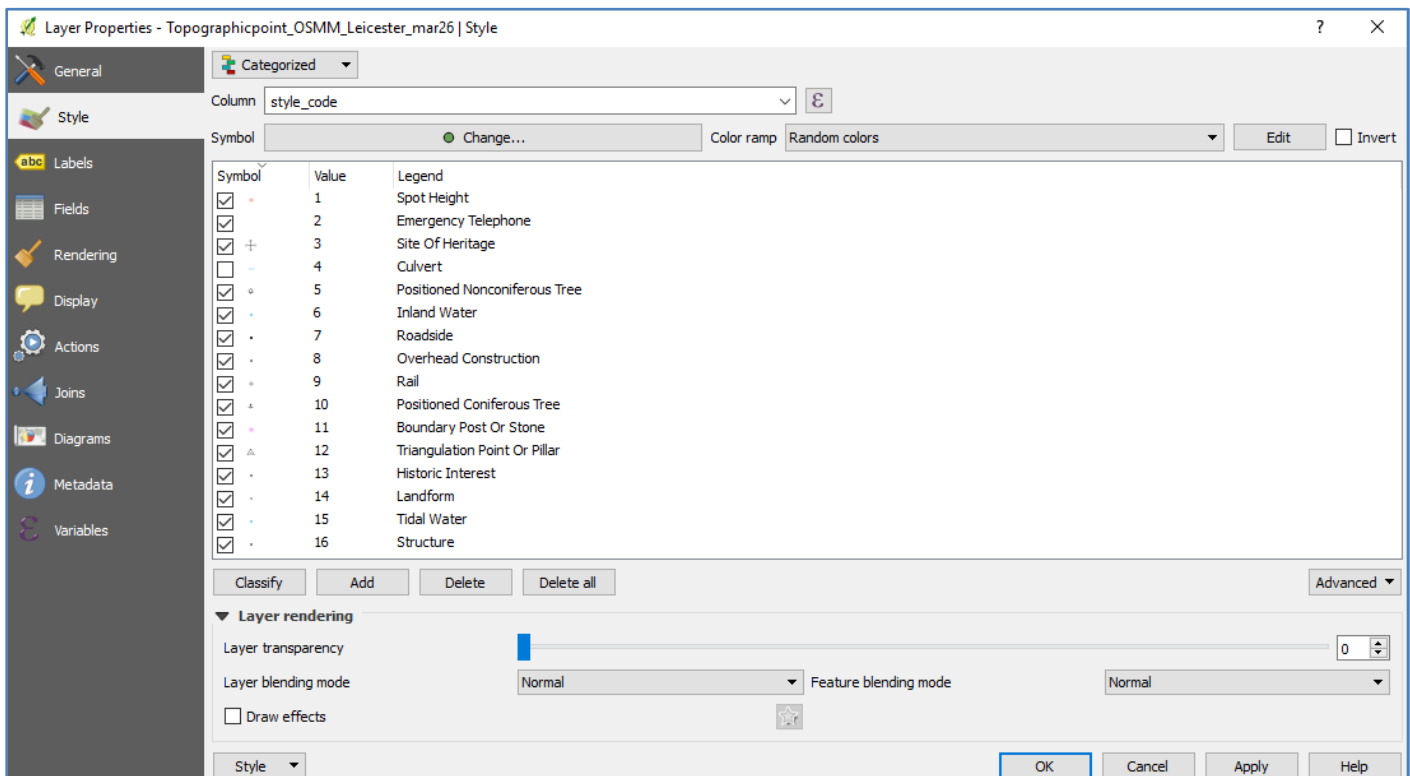 Layer Properties - Topographicpoint_OSMM_Leicester_mar26 | Style ?
General
Style
abc Labels
Fields
Rendering
Display
Actions
Joins
Diagrams
Metadata
Variables
Categorized
Column style_code ε
Symbol Change... Color ramp Random colors Edit Invert
Symbol Value Legend
1 Spot Height
2 Emergency Telephone
3 Site Of Heritage
4 Culvert
5 Positioned Nonconiferous Tree
6 Inland Water
7 Roadside
8 Overhead Construction
9 Rail
10 Positioned Coniferous Tree
11 Boundary Post Or Stone
12 Triangulation Point Or Pillar
13 Historic Interest
14 Landform
15 Tidal Water
16 Structure
Classify Add Delete Delete all Advanced
Layer rendering
Layer transparency 0
Layer blending mode Normal Feature blending mode Normal
Draw effects
Style OK Cancel Apply Help